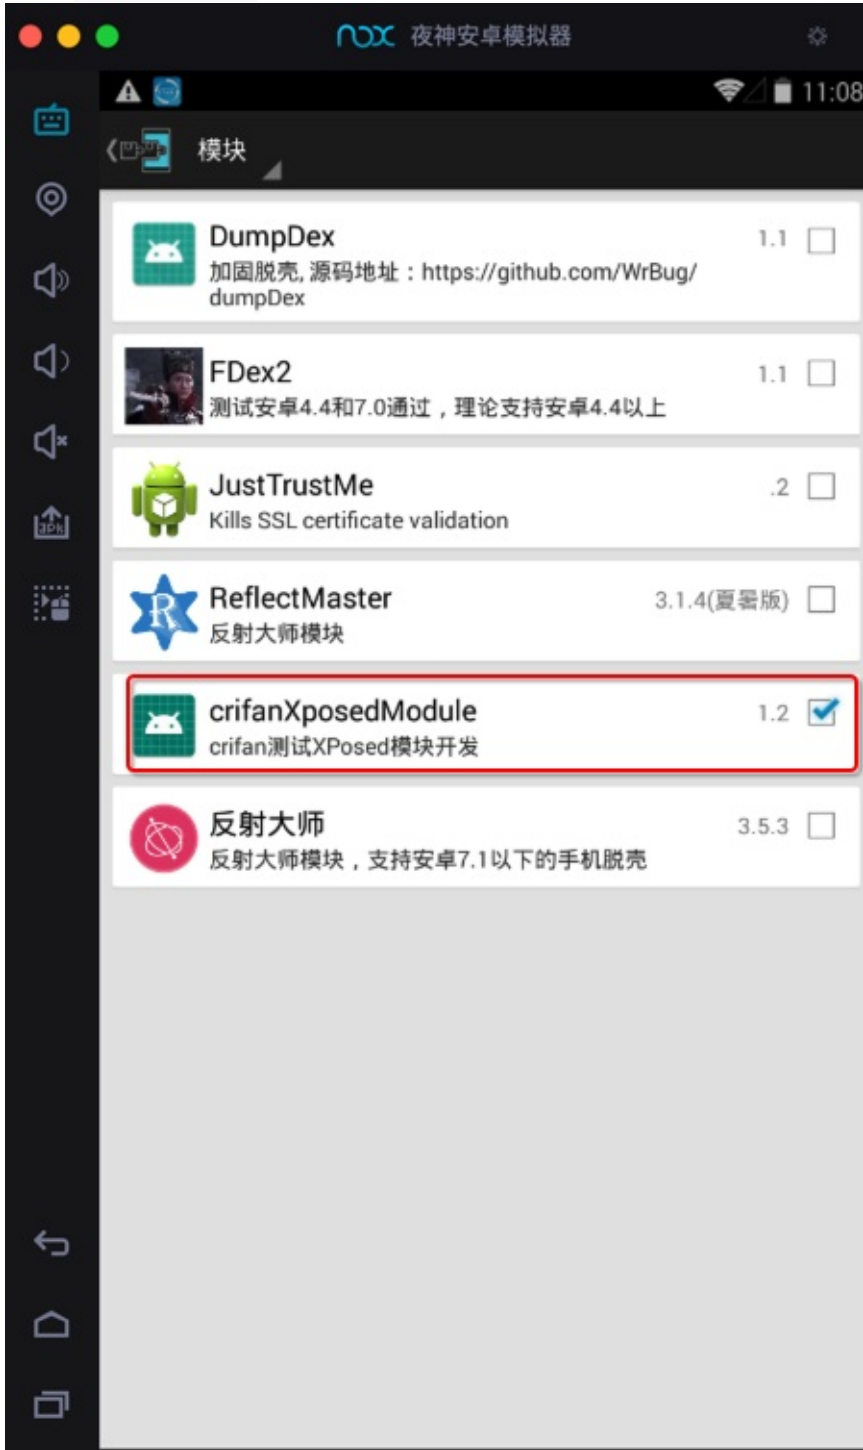 nox 夜神安卓模拟器
11:08
模块
DumpDex
1.1
加固脱壳, 源码地址：https://github.com/WrBug/
dumpDex
FDex2
1.1
测试安卓4.4和7.0通过，理论支持安卓4.4以上
JustTrustMe
.2
Kills SSL certificate validation
ReflectMaster
3.1.4(夏暑版)
反射大师模块
crifanXposedModule
1.2
crifan测试XPosed模块开发
反射大师
3.5.3
反射大师模块，支持安卓7.1以下的手机脱壳